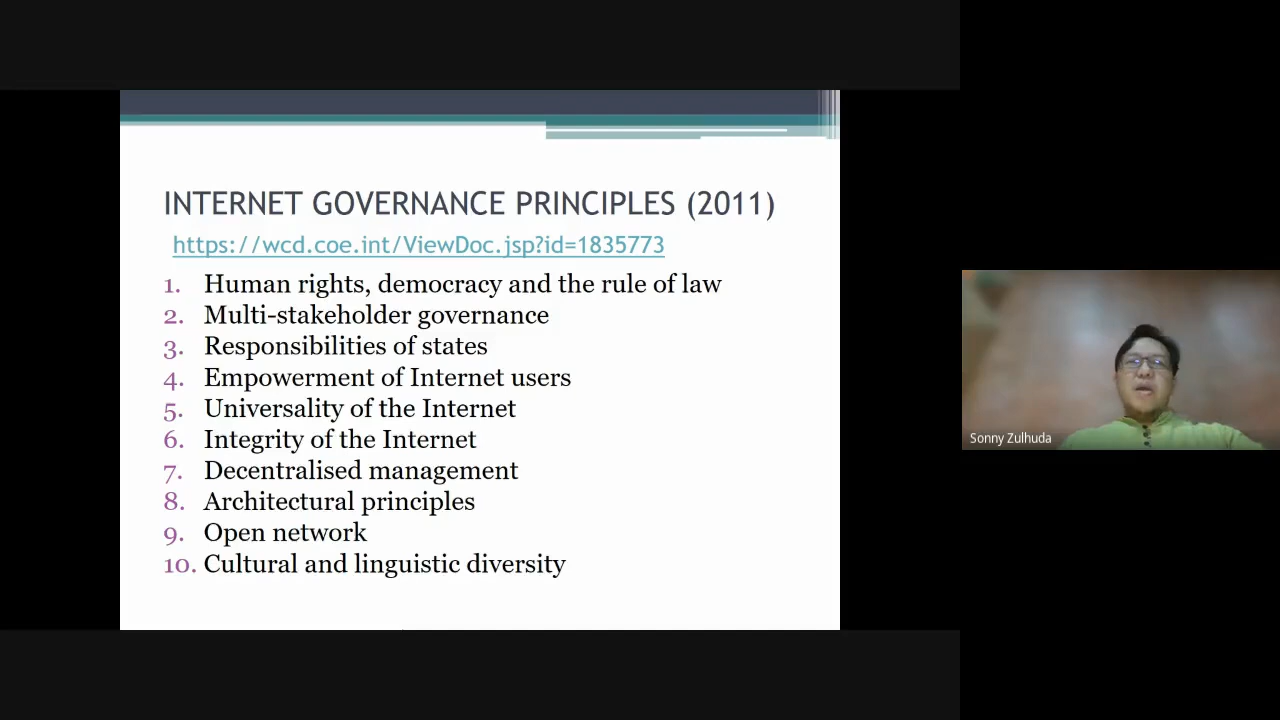 INTERNET GOVERNANCE PRINCIPLES (2011)
https://wcd.coe.int/ViewDoc.jsp?id=1835773
1. Human rights, democracy and the rule of law
2. Multi-stakeholder governance
3. Responsibilities of states
4. Empowerment of Internet users
5. Universality of the Internet
6. Integrity of the Internet
7. Decentralised management
8. Architectural principles
9. Open network
10. Cultural and linguistic diversity
Sonny Zulhuda